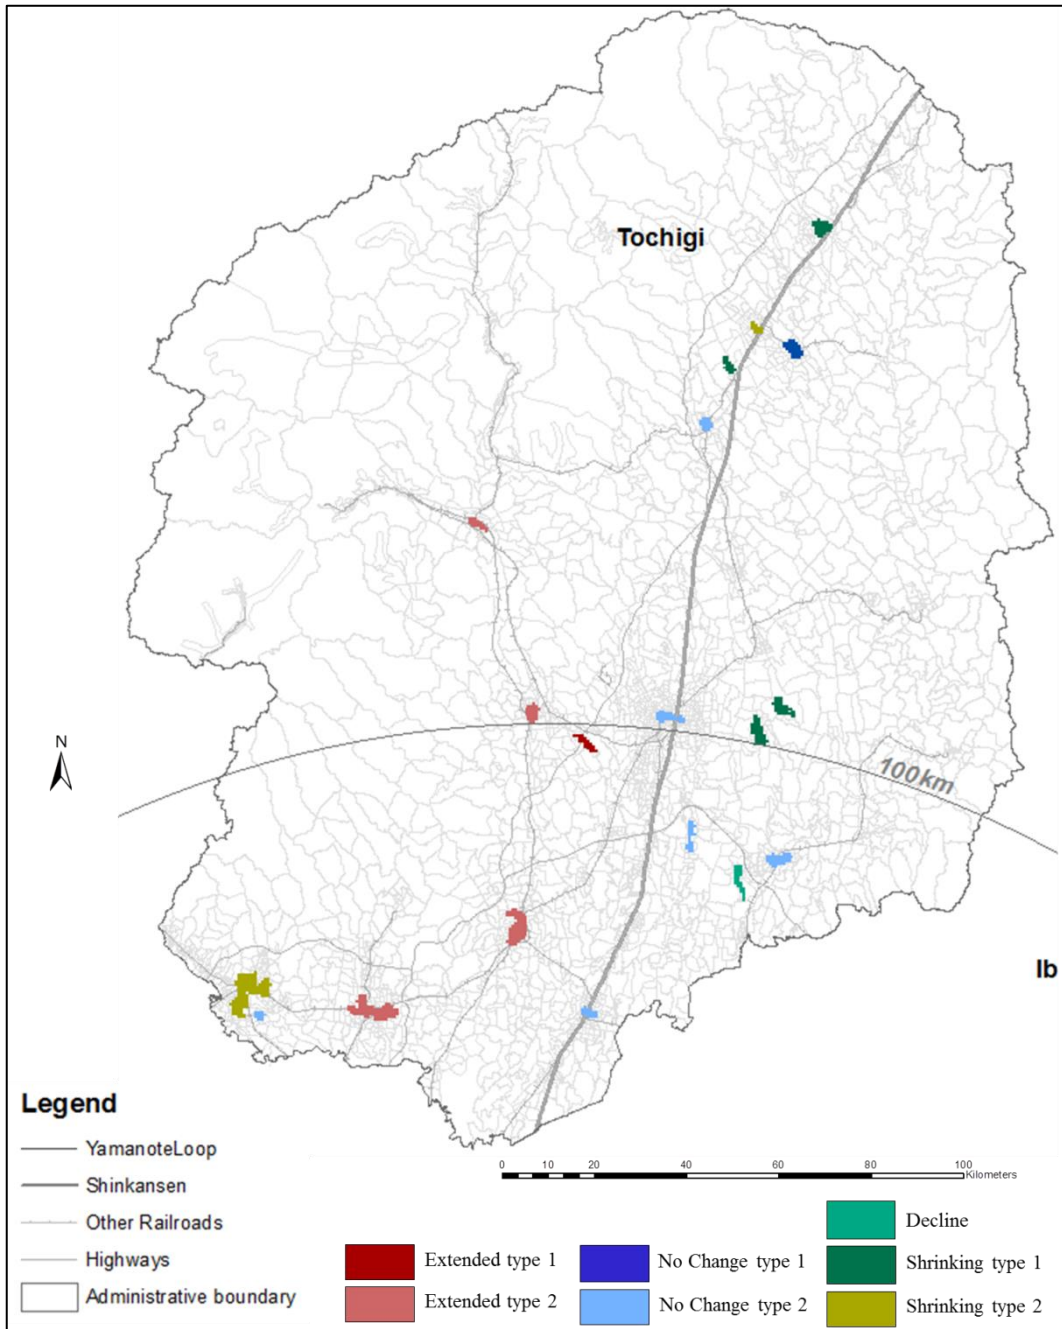 Tochigi
100km
N
Ib
Legend
YamanoteLoop
Shinkansen
Other Railroads
Highways
Administrative boundary
0 10 20 40 60 80 100
Kilometers
Extended type 1
Extended type 2
No Change type 1
No Change type 2
Decline
Shrinking type 1
Shrinking type 2